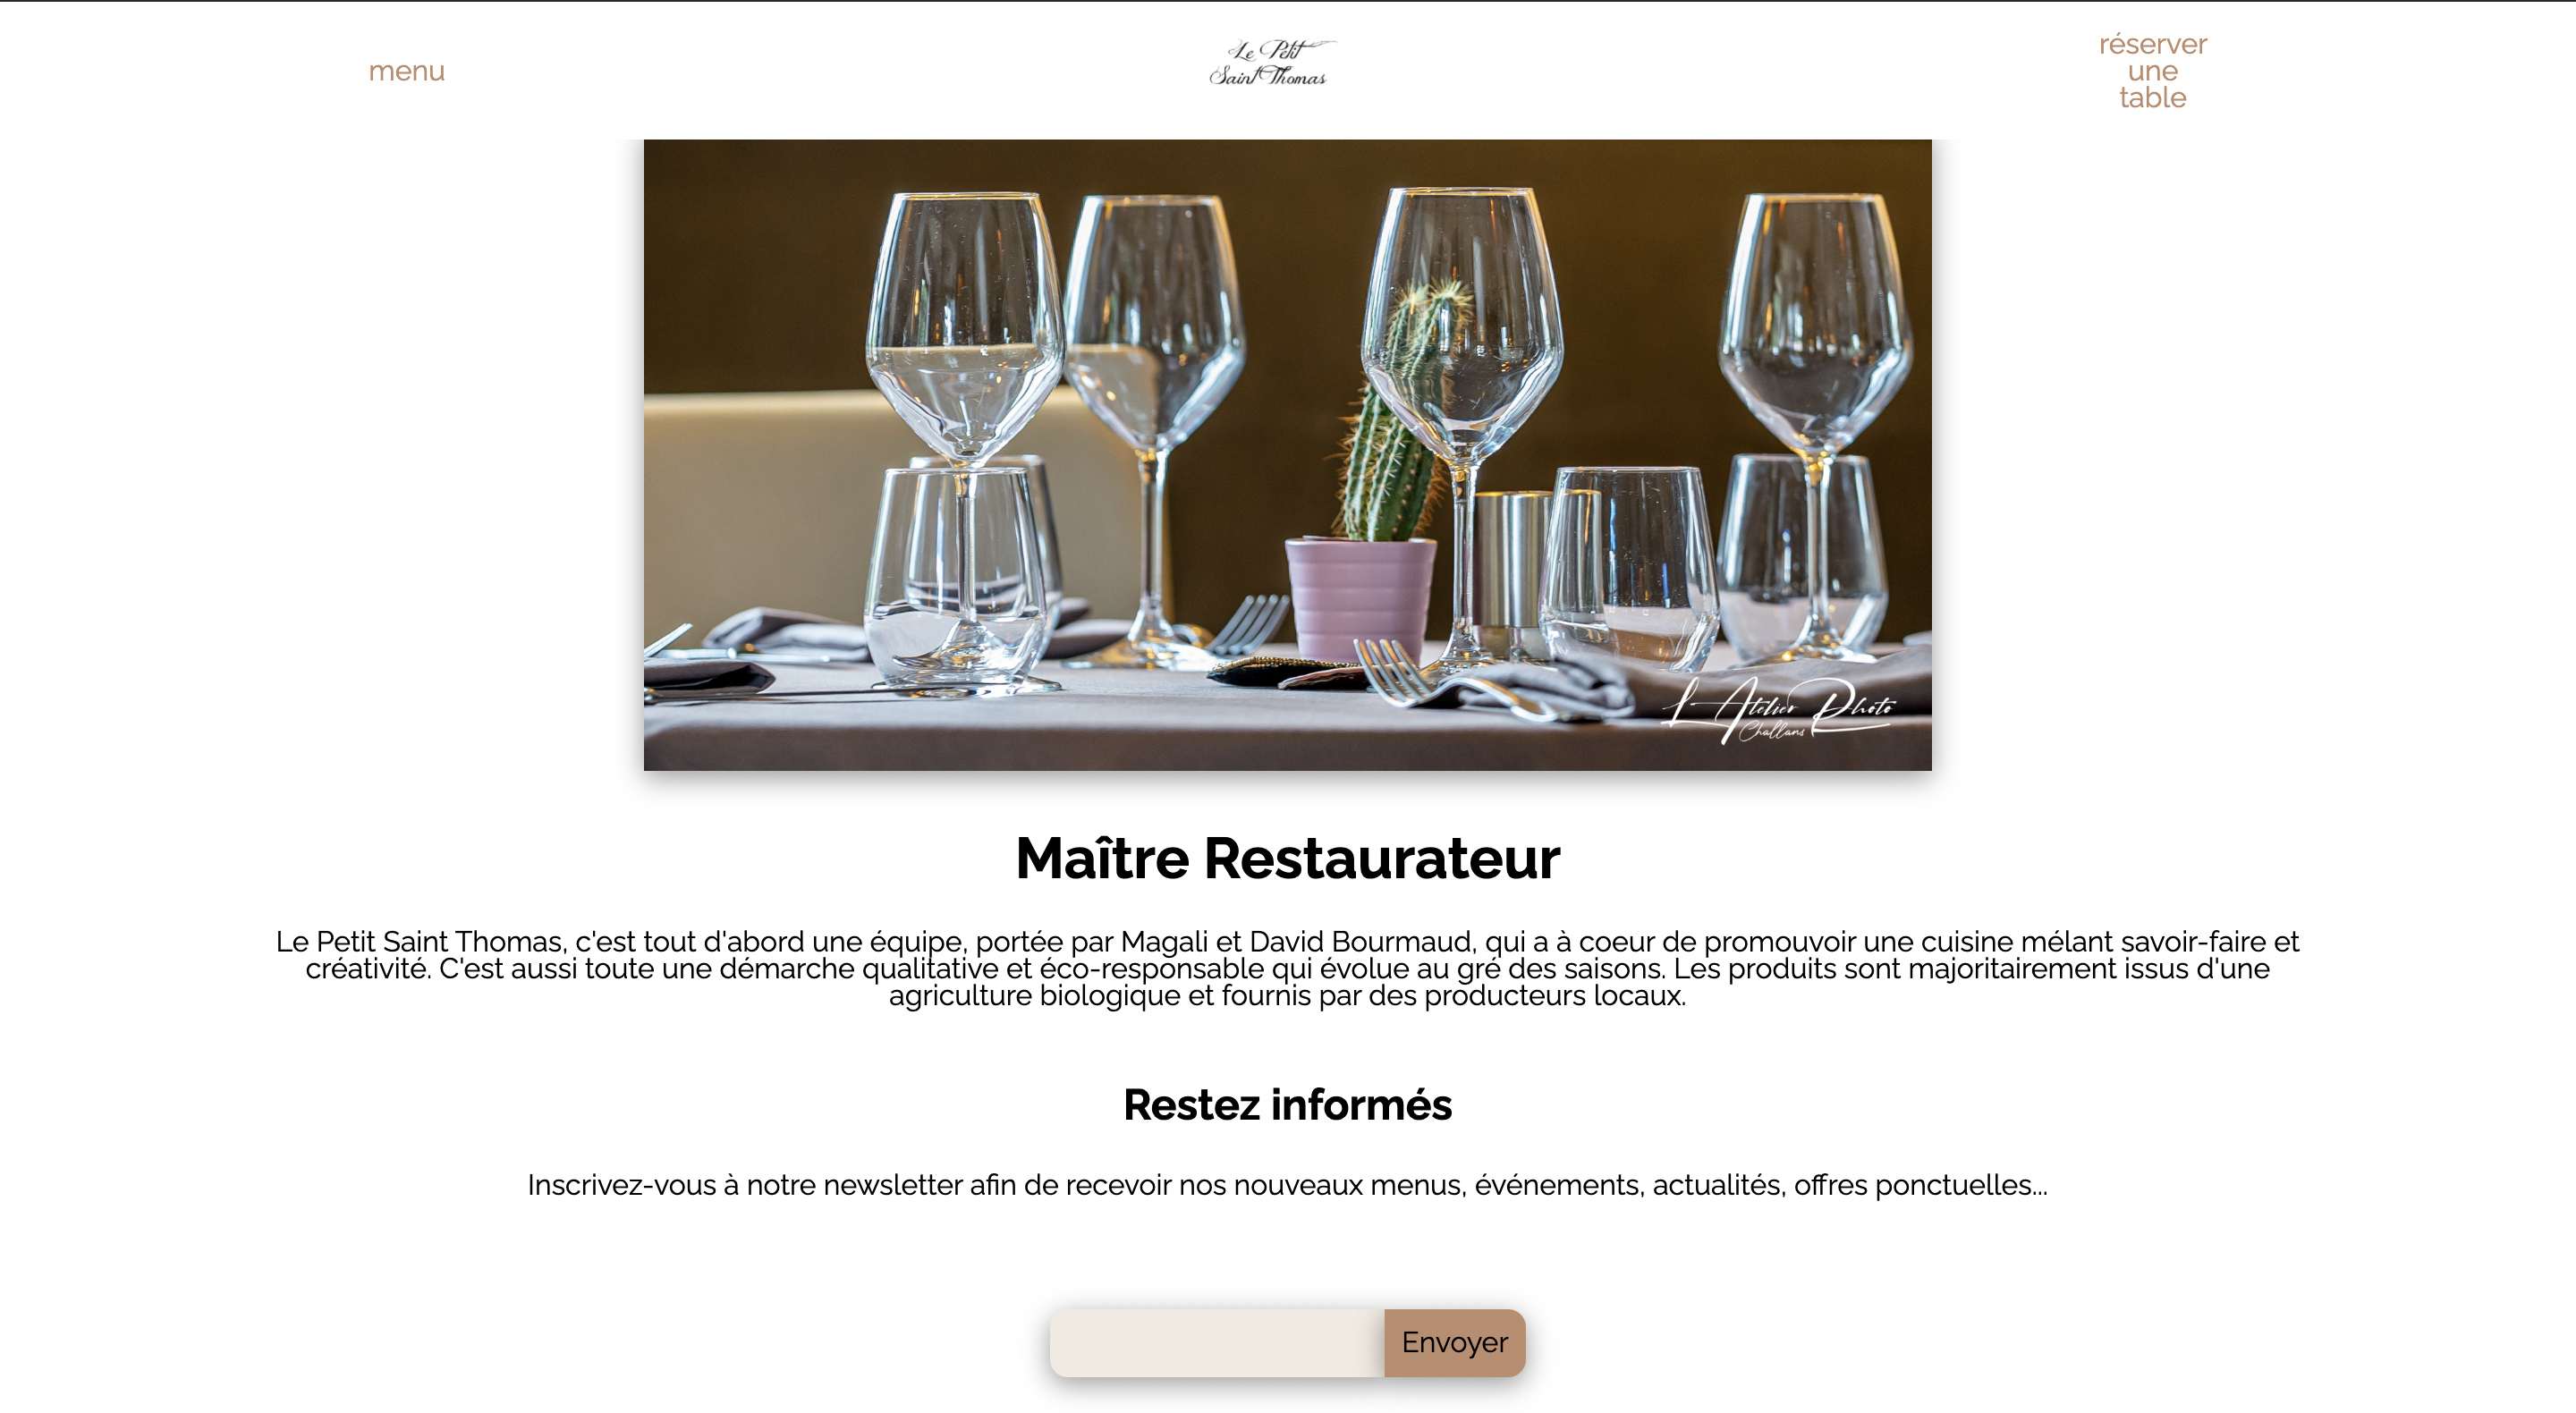 menu
Le Petit
Saint Thomas
réserver
une
table
L'Atelier Photo
Challans
Maître Restaurateur
Le Petit Saint Thomas, c'est tout d'abord une équipe, portée par Magali et David Bourmaud, qui a à coeur de promouvoir une cuisine mélant savoir-faire et
créativité. C'est aussi toute une démarche qualitative et éco-responsable qui évolue au gré des saisons. Les produits sont majoritairement issus d'une
agriculture biologique et fournis par des producteurs locaux.
Restez informés
Inscrivez-vous à notre newsletter afin de recevoir nos nouveaux menus, événements, actualités, offres ponctuelles...
Envoyer